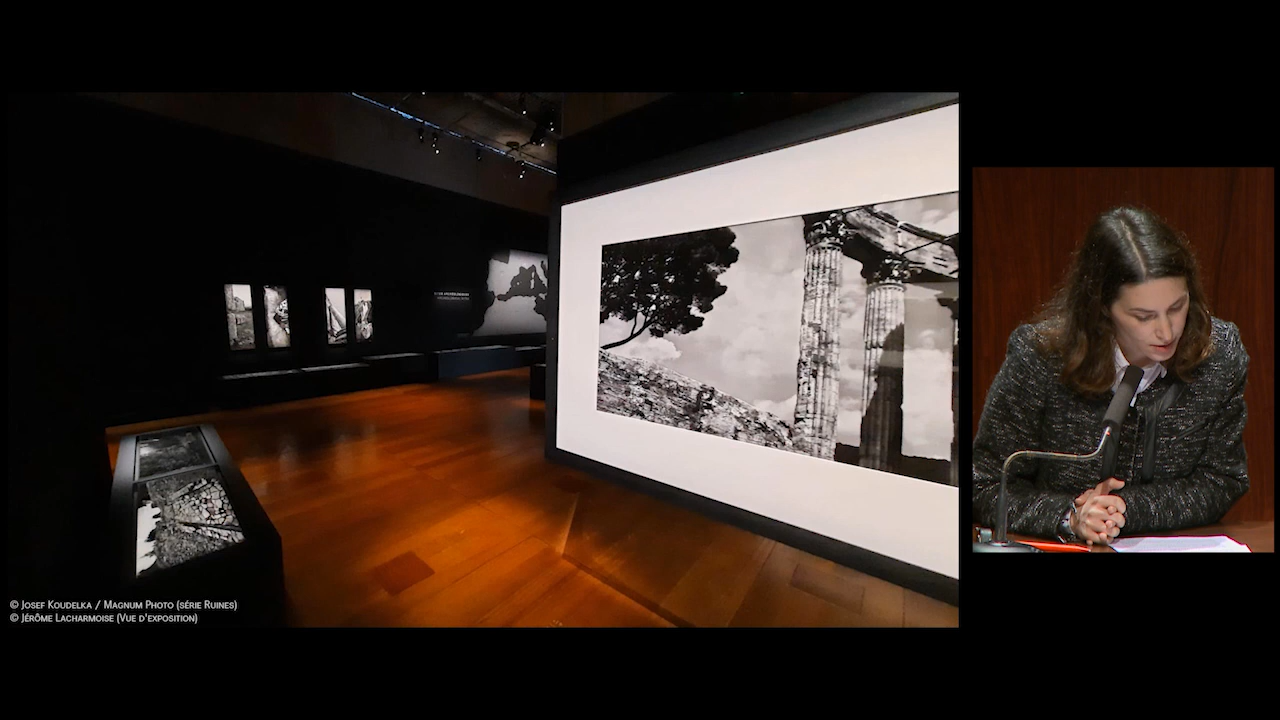 © Josef Koudelka / Magnum Photo (série Ruines)
© Jérôme Lacharmoise (Vue d'exposition)